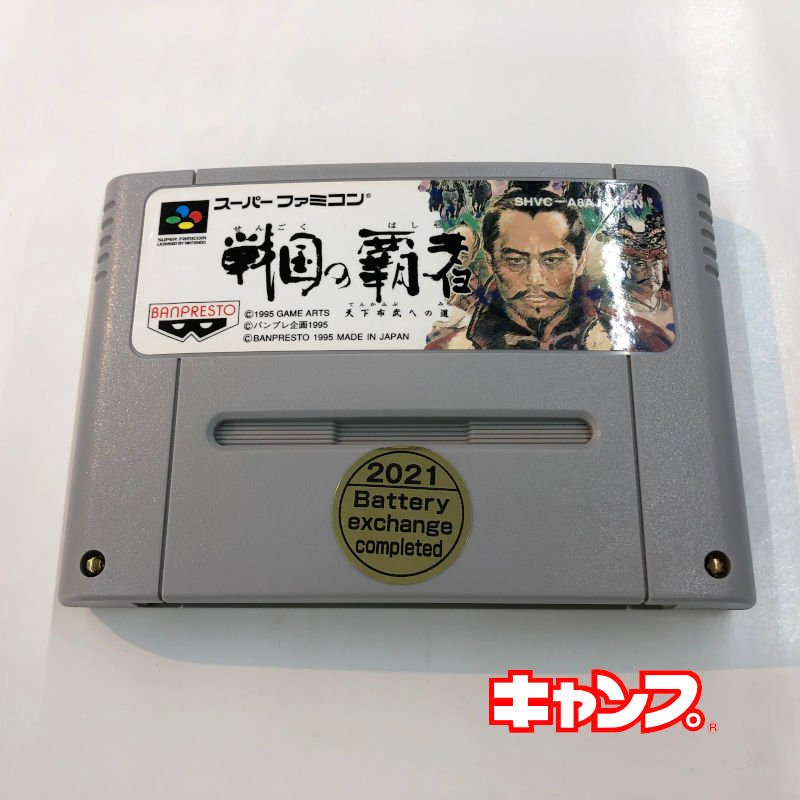 スーパーファミコン®
SHVC-A8AJ-JPN
SUPER FAMICOM
LICENSED BY NINTENDO
せんごく はしゃ
戦国の覇者
てんかふぶ みち
天下布武への道
BANPRESTO
©1995 GAME ARTS
©バンプレ企画1995
©BANPRESTO 1995 MADE IN JAPAN
2021
Battery
exchange
completed
キャンプ。®